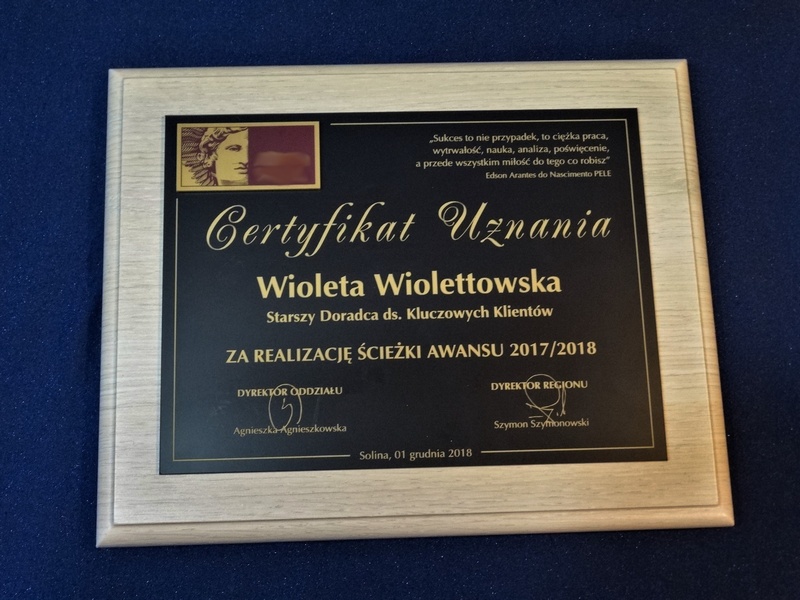 „Sukces to nie przypadek, to ciężka praca,
wytrwałość, nauka, analiza, poświęcenie,
a przede wszystkim miłość do tego co robisz”
Edson Arantes do Nascimento PELE
Certyfikat Uznania
Wioleta Wiolettowska
Starszy Doradca ds. Kluczowych Klientów
ZA REALIZACJĘ ŚCIEŻKI AWANSU 2017/2018
DYREKTOR ODDZIAŁU
Agnieszka Agnieszkowska
DYREKTOR REGIONU
Szymon Szymonowski
Solina, 01 grudnia 2018